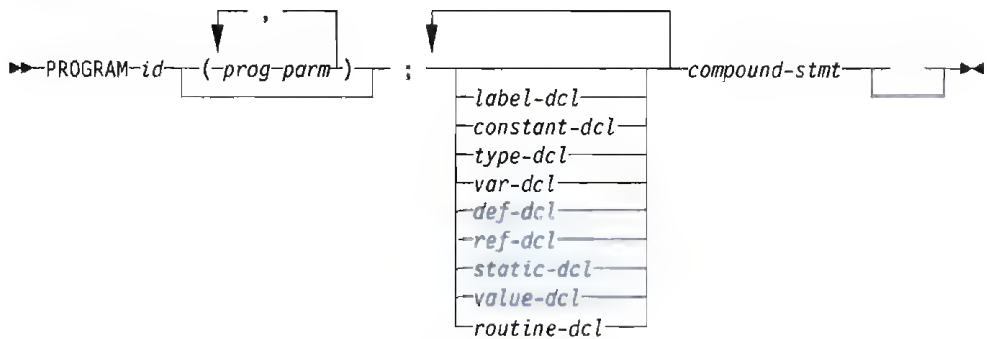 ,
PROGRAM id ( prog parm ) ; compound-stmt
label-dcl
constant-dcl
type-dcl
var-dcl
def-dcl
ref-dcl
static-dcl
value-dcl
routine-dcl